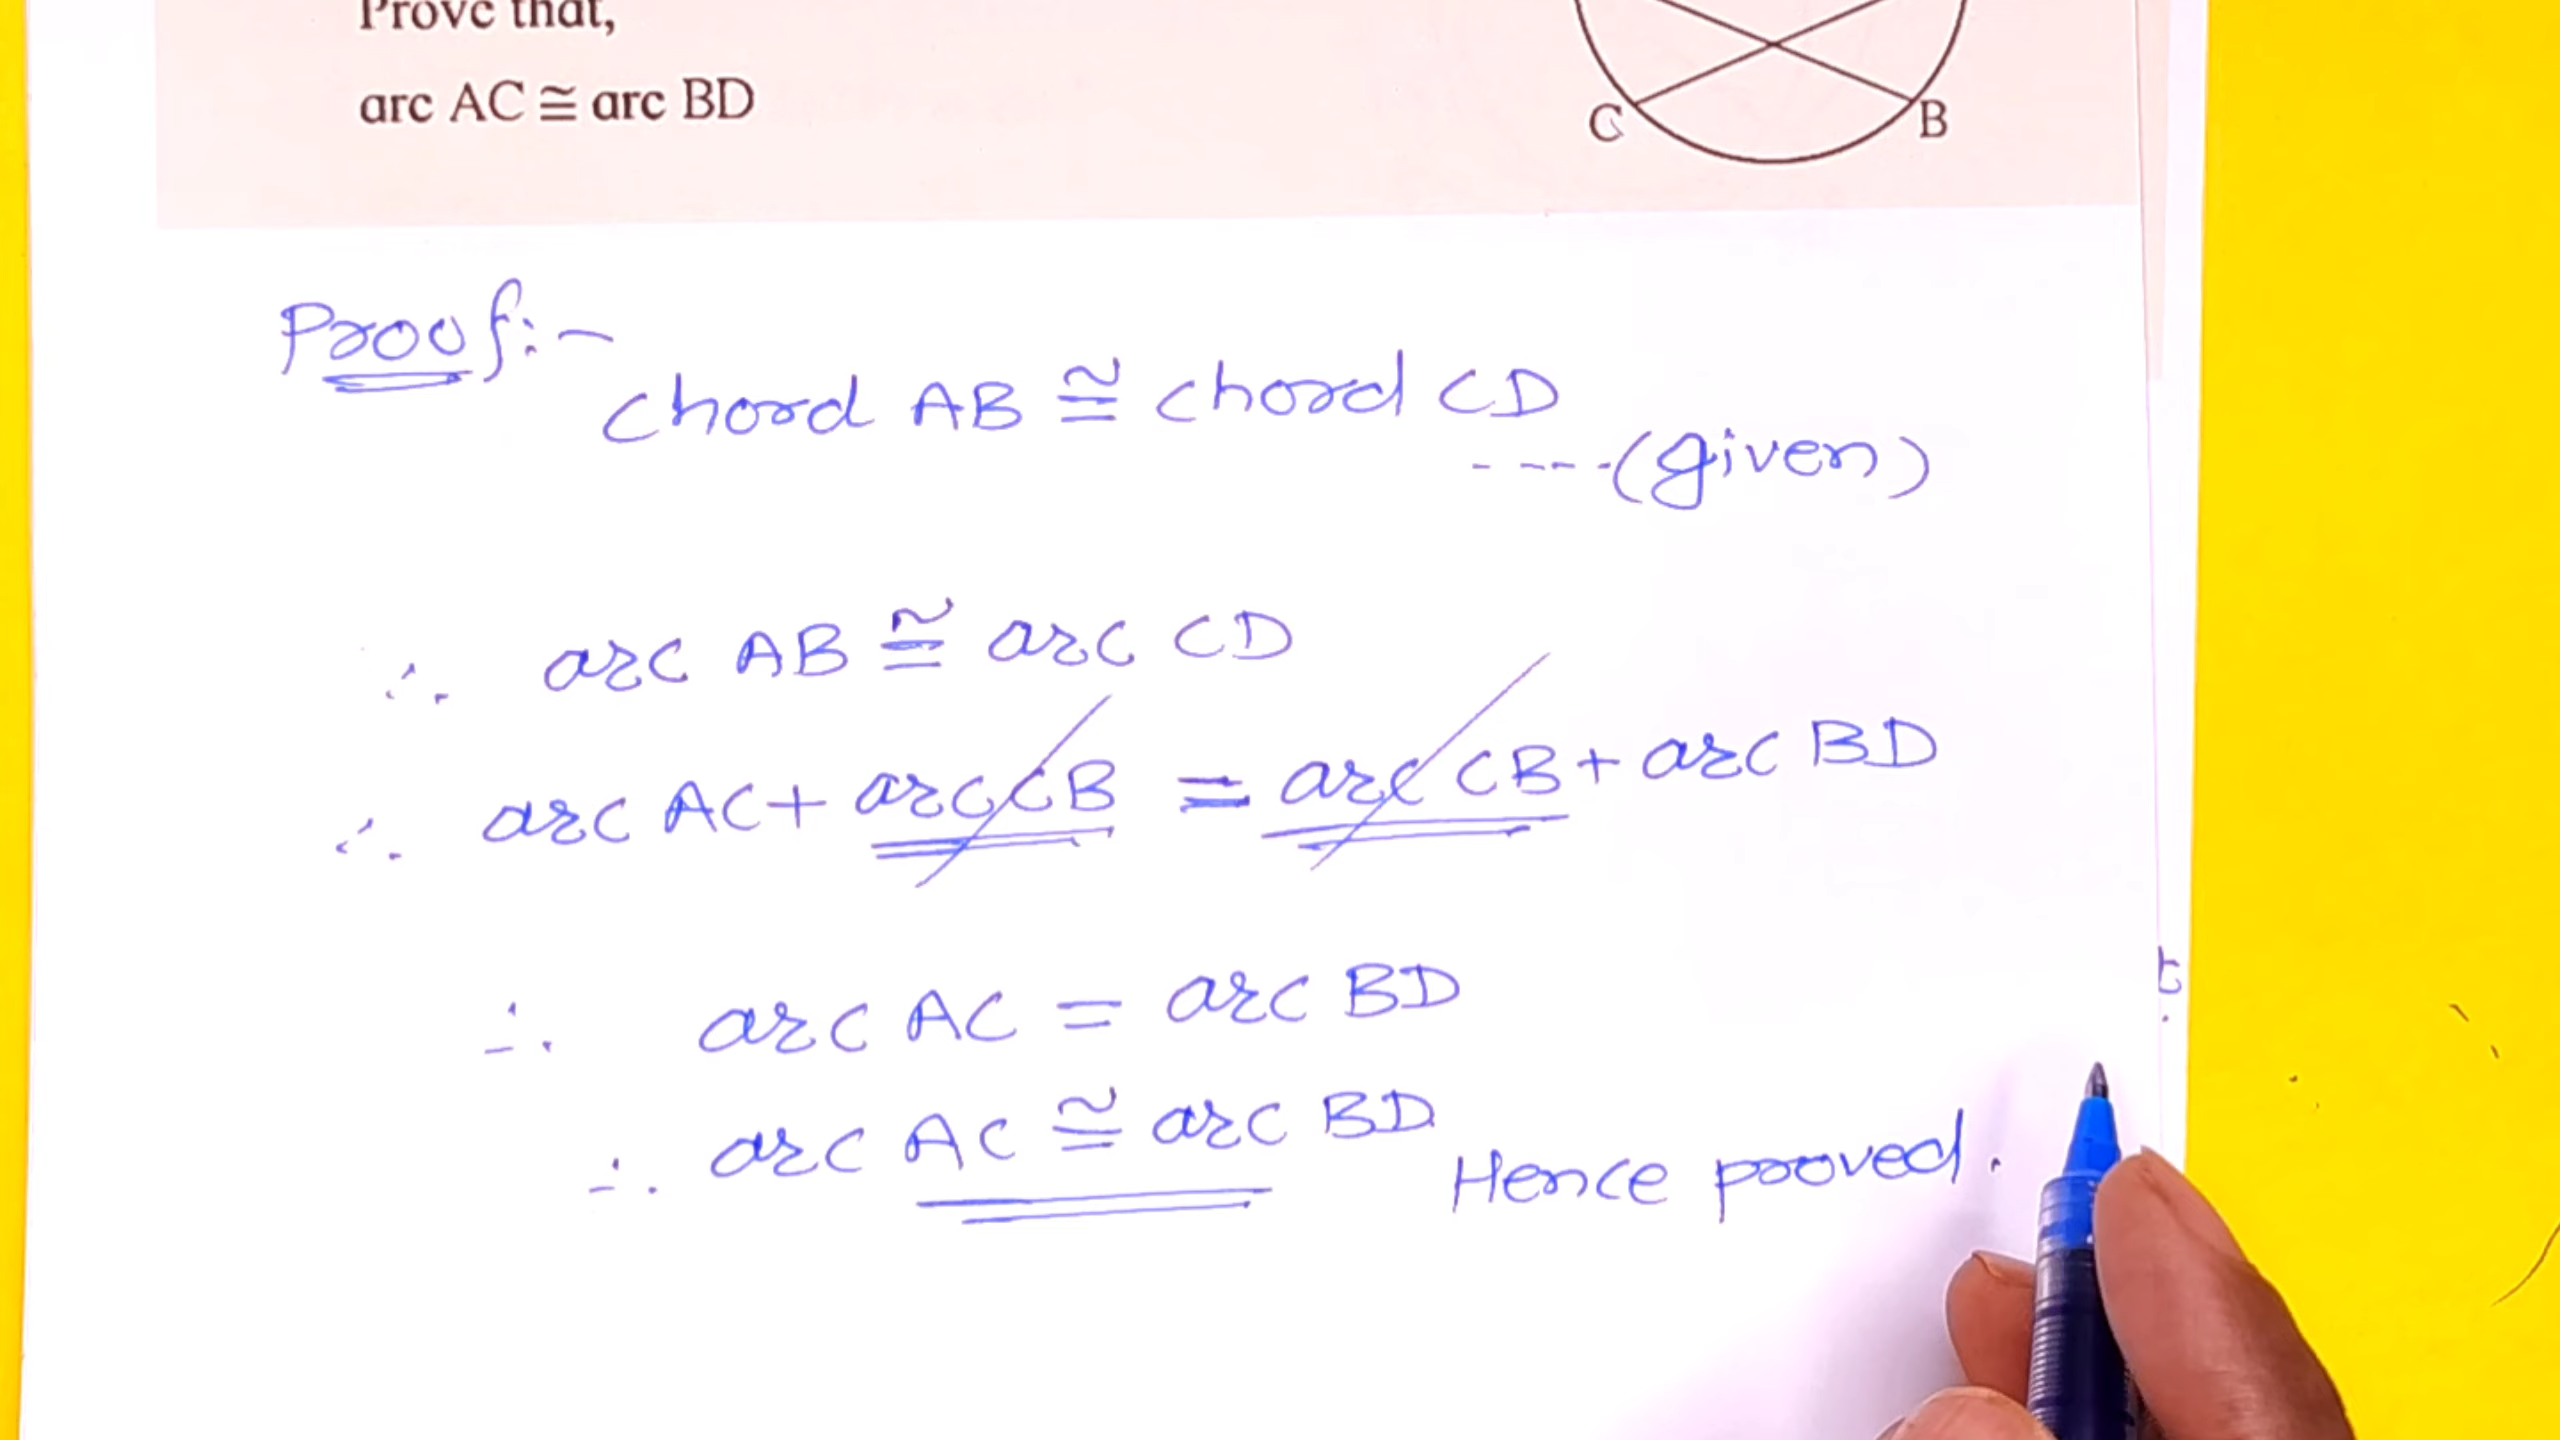 Prove that,
arc AC ≅ arc BD
C
B
Proof:-
chord AB ≅ chord CD
----(given)
∴ arc AB ≅ arc CD
∴ arc AC + arc CB = arc CB + arc BD
∴ arc AC = arc BD
∴ arc AC ≅ arc BD
Hence proved.